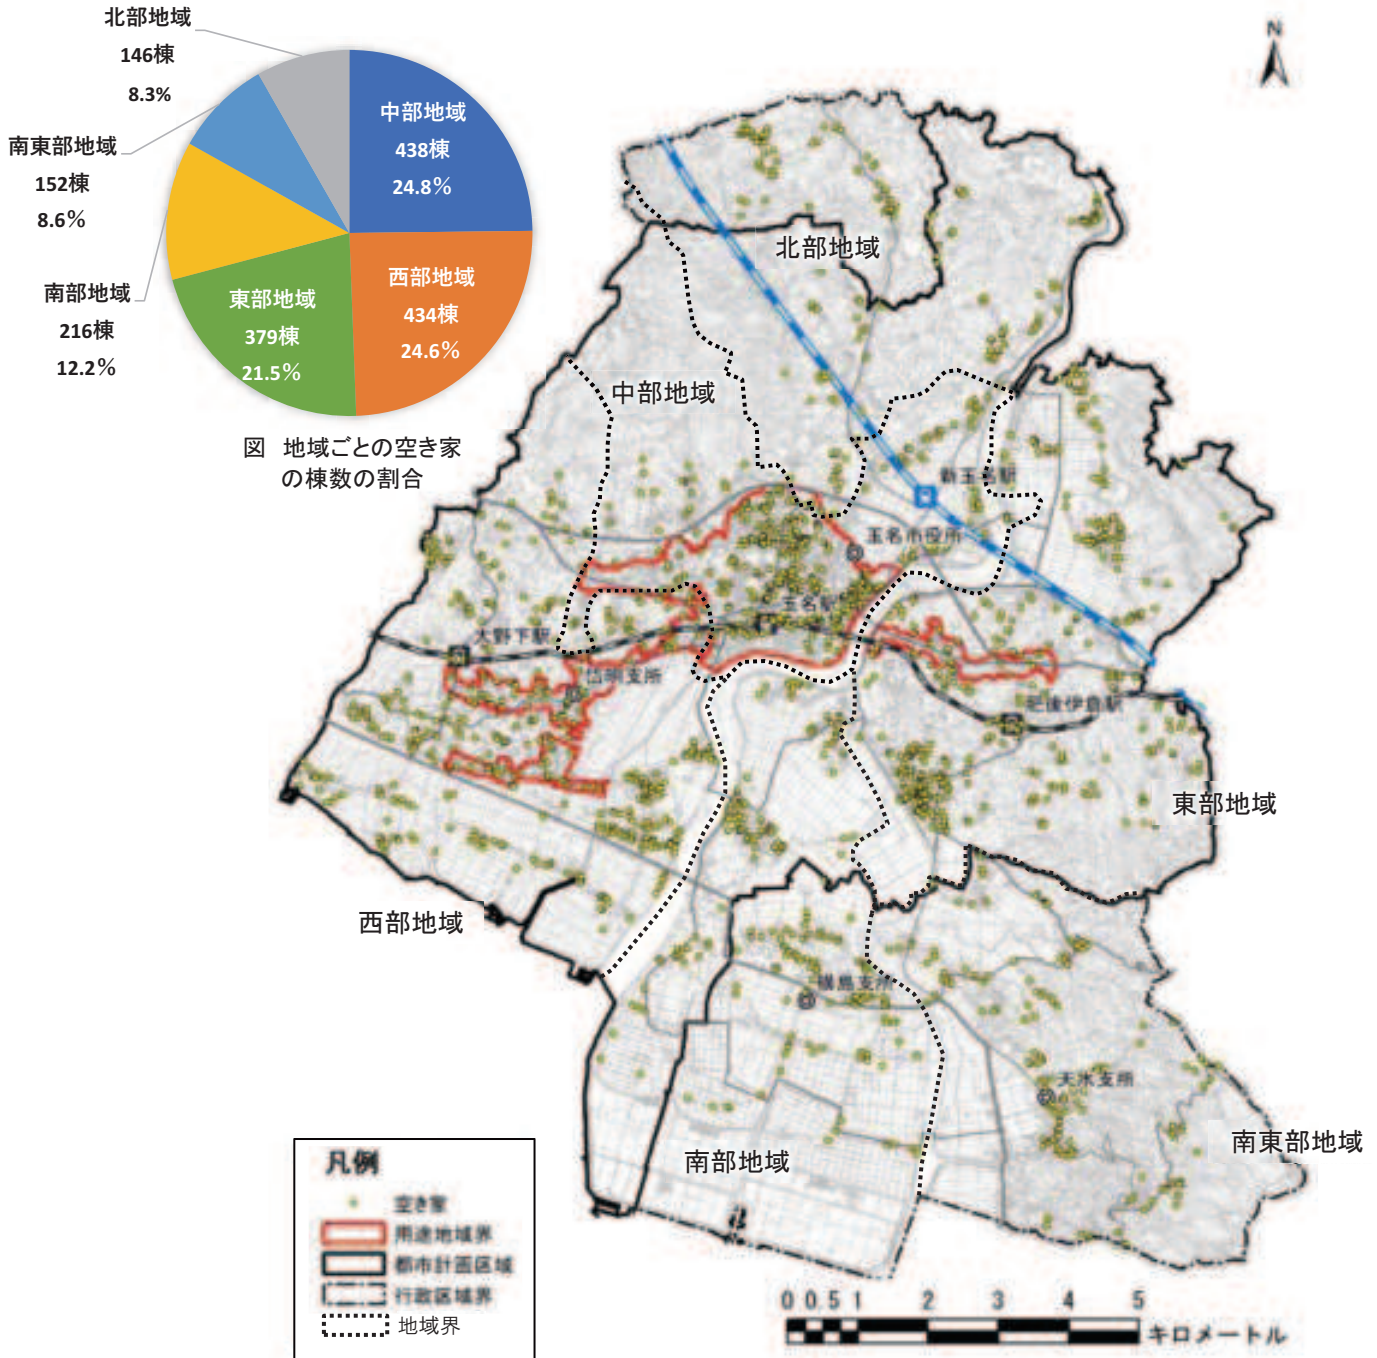 北部地域
146棟
8.3%
南東部地域
152棟
8.6%
南部地域
216棟
12.2%
中部地域
438棟
24.8%
西部地域
434棟
24.6%
東部地域
379棟
21.5%
図 地域ごとの空き家
の棟数の割合
N
北部地域
中部地域
新玉名駅
玉名市役所
玉名駅
大野下駅
岱明支所
肥後伊倉駅
東部地域
西部地域
横島支所
天水支所
南部地域
南東部地域
凡例
空き家
用途地域界
都市計画区域
行政区域界
地域界
0 0.5 1 2 3 4 5
キロメートル